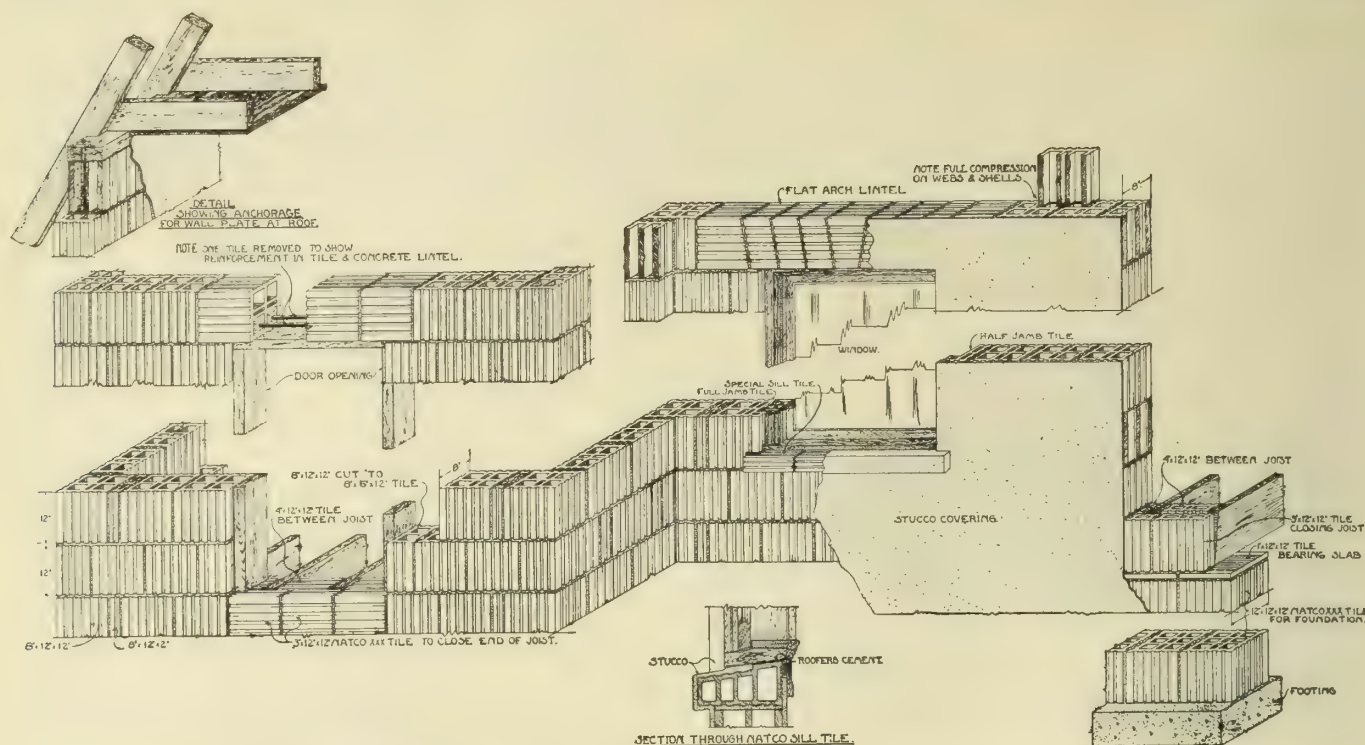 DETAIL
SHOWING ANCHORAGE
FOR WALL PLATE AT ROOF.
NOTE ONE TILE REMOVED TO SHOW
REINFORCEMENT IN TILE & CONCRETE LINTEL.
DOOR OPENING
NOTE FULL COMPRESSION
ON WEBS & SHELLS
FLAT ARCH LINTEL
8"
WINDOW.
HALF JAMB TILE
SPECIAL SILL TILE
FULL JAMB TILE
8"x12"x12" CUT TO
8"x6"x12" TILE
8"
4"x12"x12" TILE
BETWEEN JOIST
12"
12"
8"x12"x12"
8"x12"x12"
3"x12"x12" NATCO XXX TILE TO CLOSE END OF JOIST.
STUCCO COVERING
4"x12"x12" BETWEEN JOIST
3"x12"x12" TILE
CLOSING JOIST
1"x12"x12" TILE
BEARING SLAB
12"x12"x12" NATCO XXX TILE
FOR FOUNDATION.
STUCCO
ROOFERS CEMENT
FOOTING
SECTION THROUGH NATCO SILL TILE.